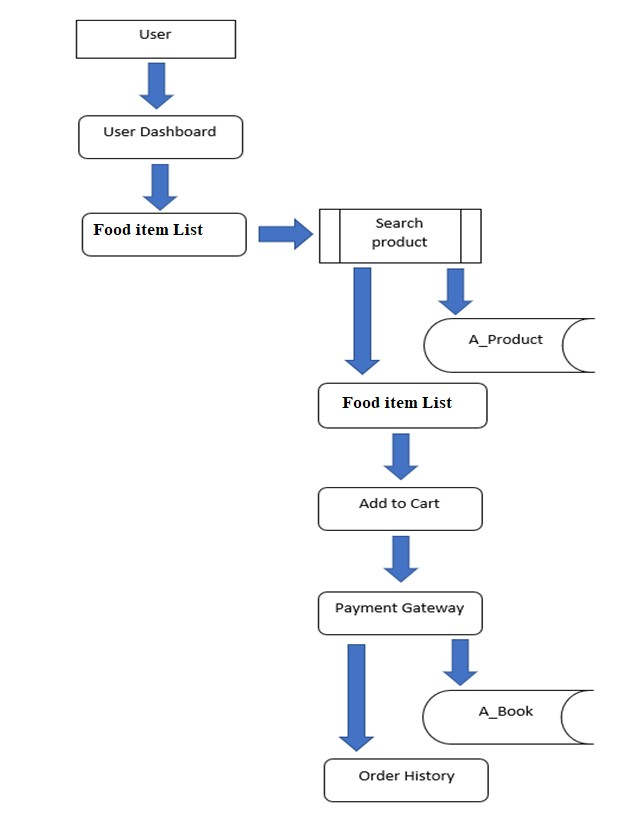 User
User Dashboard
Food item List
Search
product
A_Product
Food item List
Add to Cart
Payment Gateway
A_Book
Order History